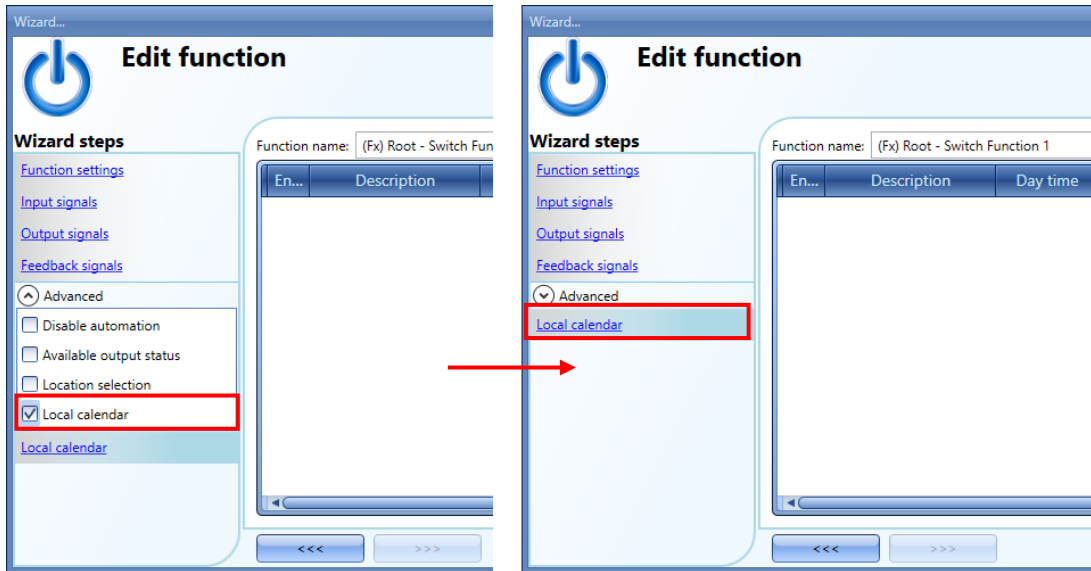 Wizard...
Edit function
Wizard steps
Function settings
Input signals
Output signals
Feedback signals
Advanced
Disable automation
Available output status
Location selection
Local calendar
Local calendar
Function name: (Fx) Root - Switch Fun
En... Description
<<< >>>
Wizard...
Edit function
Wizard steps
Function settings
Input signals
Output signals
Feedback signals
Advanced
Local calendar
Function name: (Fx) Root - Switch Function 1
En... Description Day time
<<< >>>